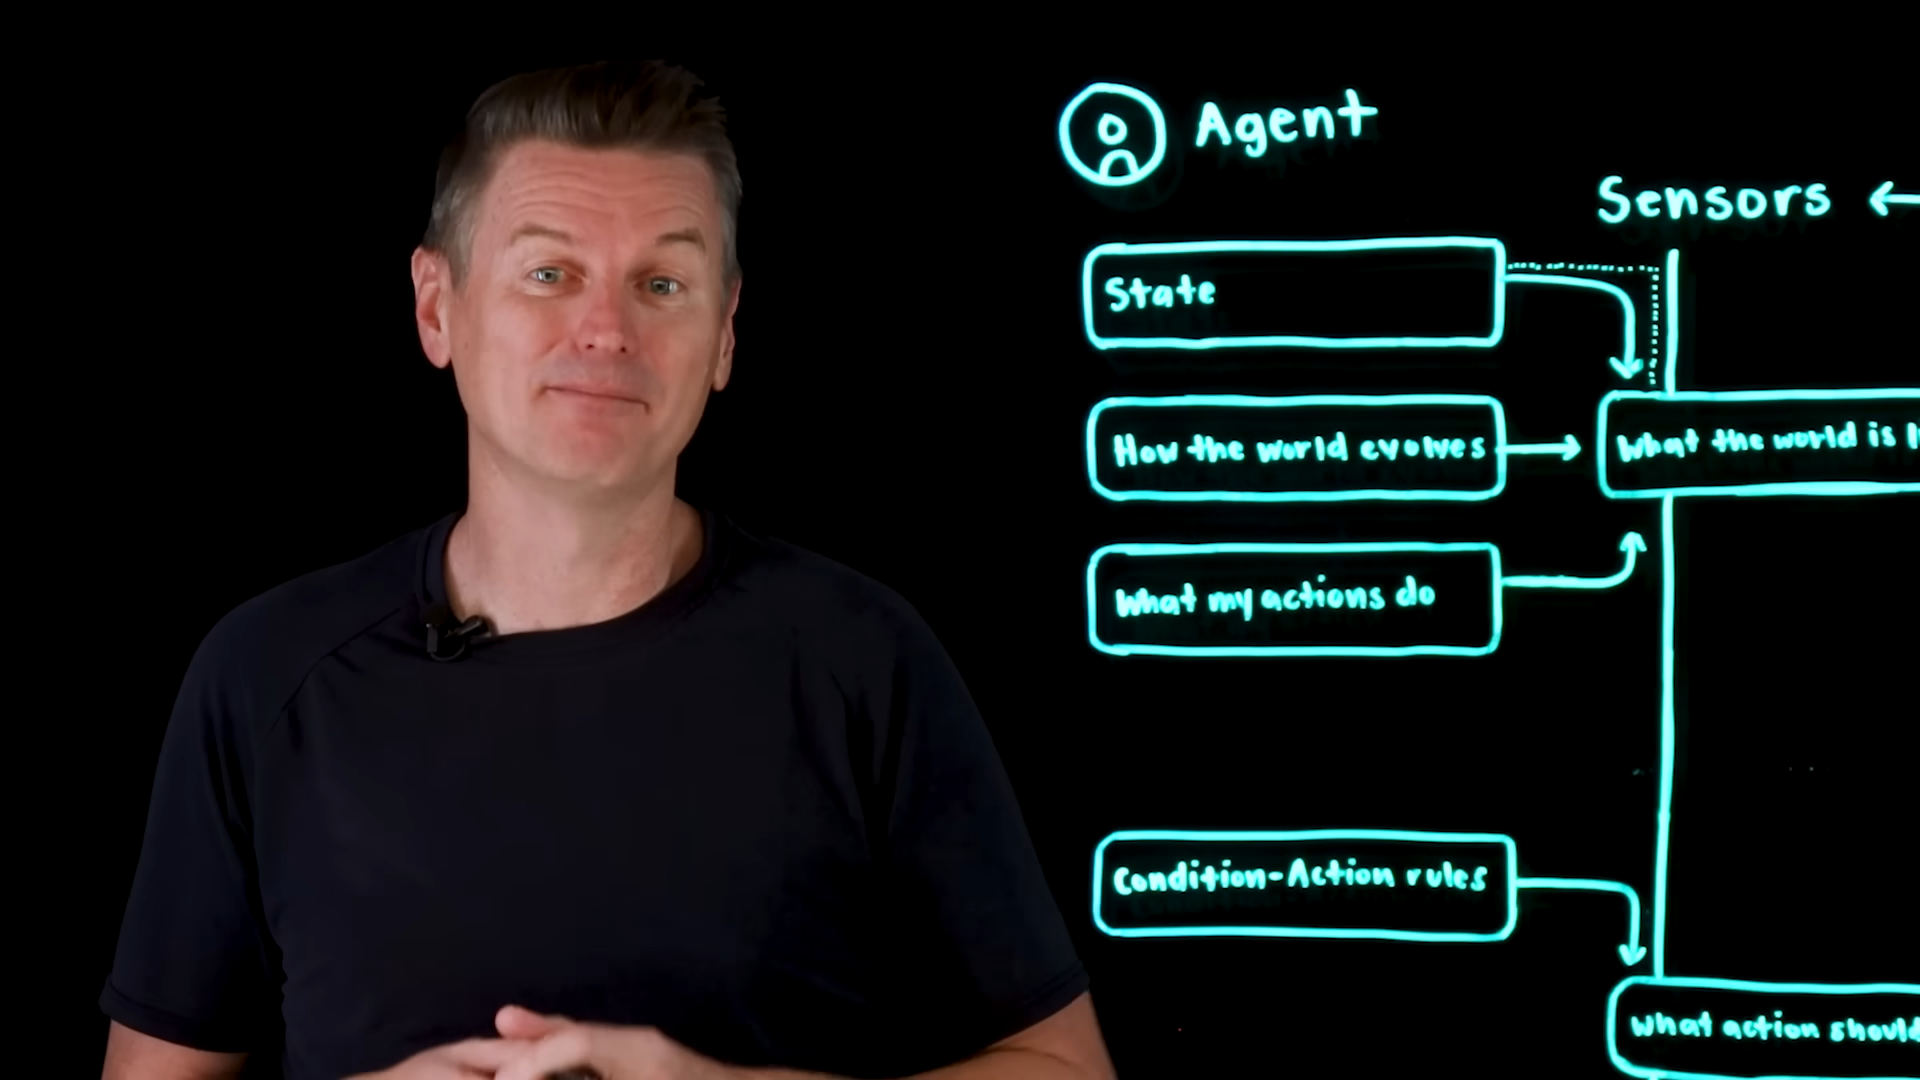 Agent
Sensors
State
How the world evolves
What the world is
What my actions do
Condition-Action rules
What action should